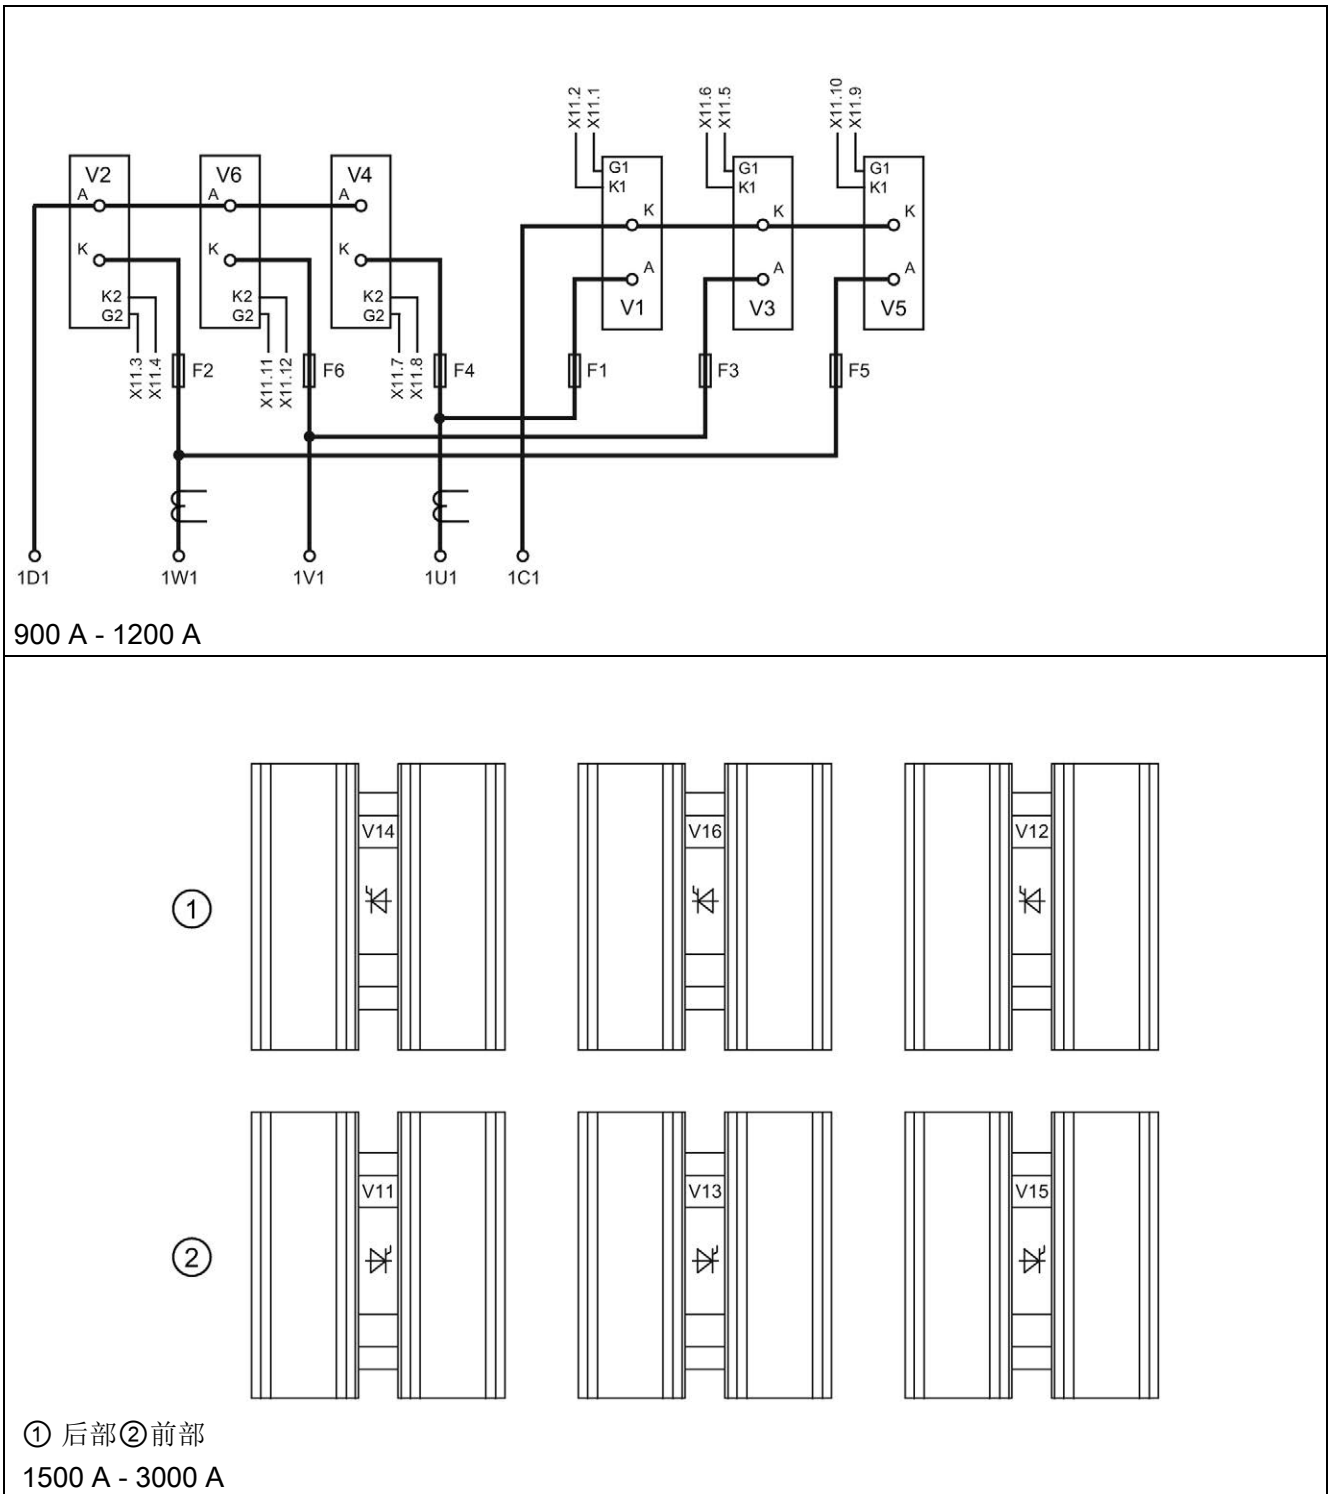 X11.2 X11.1 X11.6 X11.5 X11.10 X11.9
V2 V6 V4 G1 G1 G1
K1 K1 K1
A A A K K K
K K K A A A
K2 K2 K2 V1 V3 V5
G2 G2 G2
X11.3 X11.4 F2 X11.11 X11.12 F6 X11.7 X11.8 F4 F1 F3 F5
1D1 1W1 1V1 1U1 1C1
900 A - 1200 A
V14 V16 V12
①
V11 V13 V15
②
① 后部②前部
1500 A - 3000 A